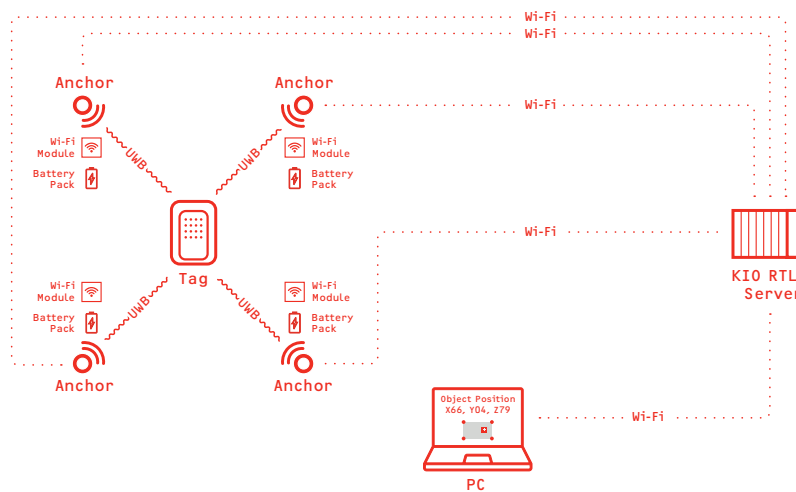 Wi-Fi
Wi-Fi
Anchor
Anchor
Wi-Fi
Wi-Fi
Module
Battery
Pack
UWB
UWB
Wi-Fi
Module
Battery
Pack
Wi-Fi
Tag
KIO RTL
Server
Wi-Fi
Module
Battery
Pack
UWB
UWB
Wi-Fi
Module
Battery
Pack
Anchor
Anchor
Object Position
X66, Y04, Z79
Wi-Fi
PC